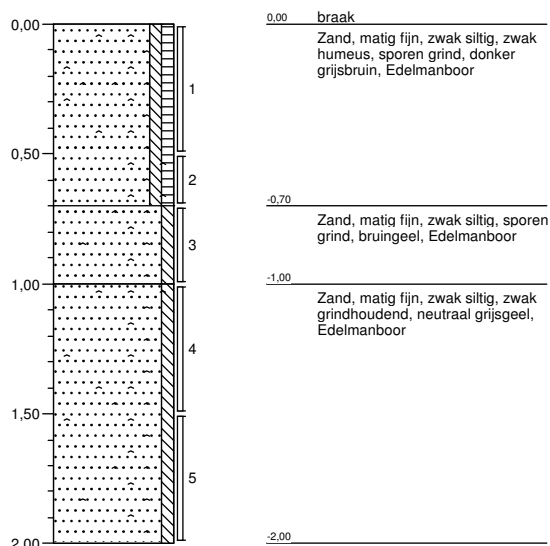 0,00
0,50
1,00
1,50
2,00
1
2
3
4
5
0,00 braak
Zand, matig fijn, zwak siltig, zwak
humeus, sporen grind, donker
grijsbruin, Edelmanboor
-0,70
Zand, matig fijn, zwak siltig, sporen
grind, bruingeel, Edelmanboor
-1,00
Zand, matig fijn, zwak siltig, zwak
grindhoudend, neutraal grijsgeel,
Edelmanboor
-2,00